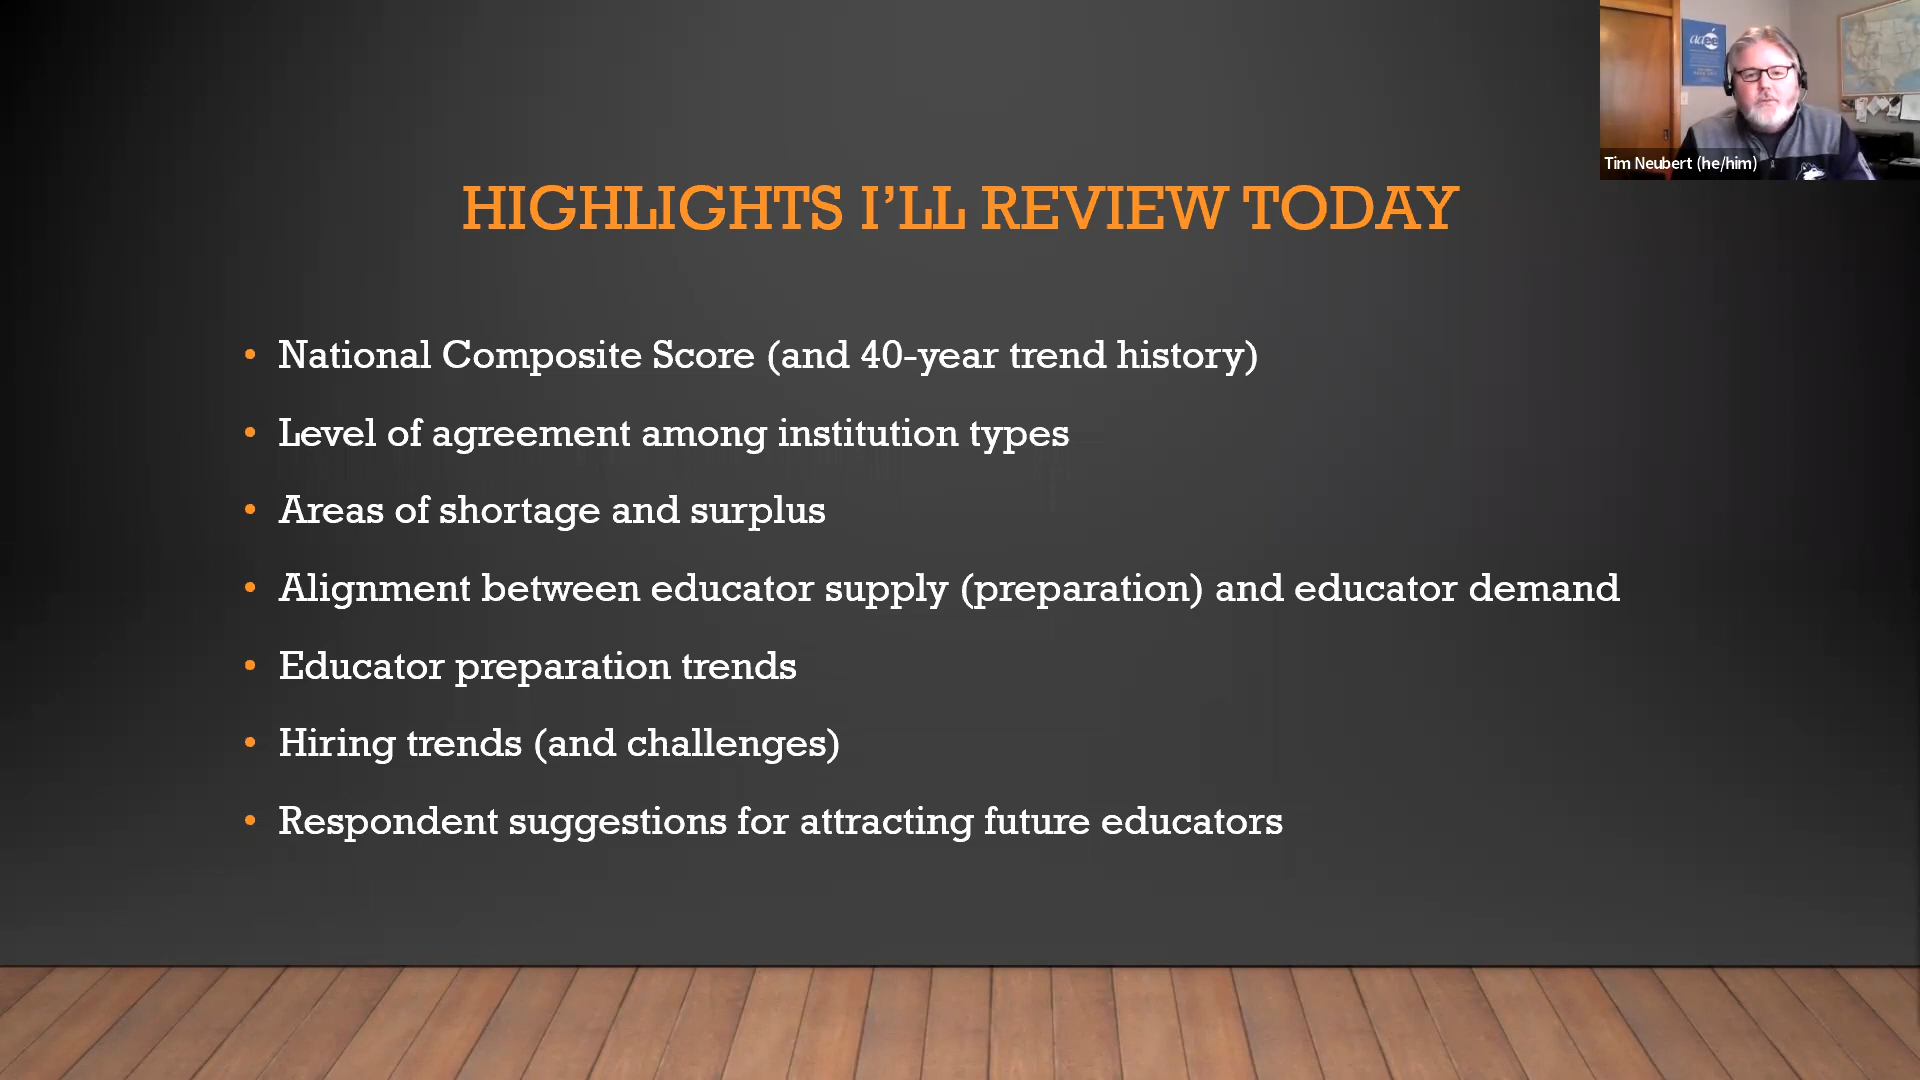 aaee
Tim Neubert (he/him)
HIGHLIGHTS I’LL REVIEW TODAY
• National Composite Score (and 40-year trend history)
• Level of agreement among institution types
• Areas of shortage and surplus
• Alignment between educator supply (preparation) and educator demand
• Educator preparation trends
• Hiring trends (and challenges)
• Respondent suggestions for attracting future educators